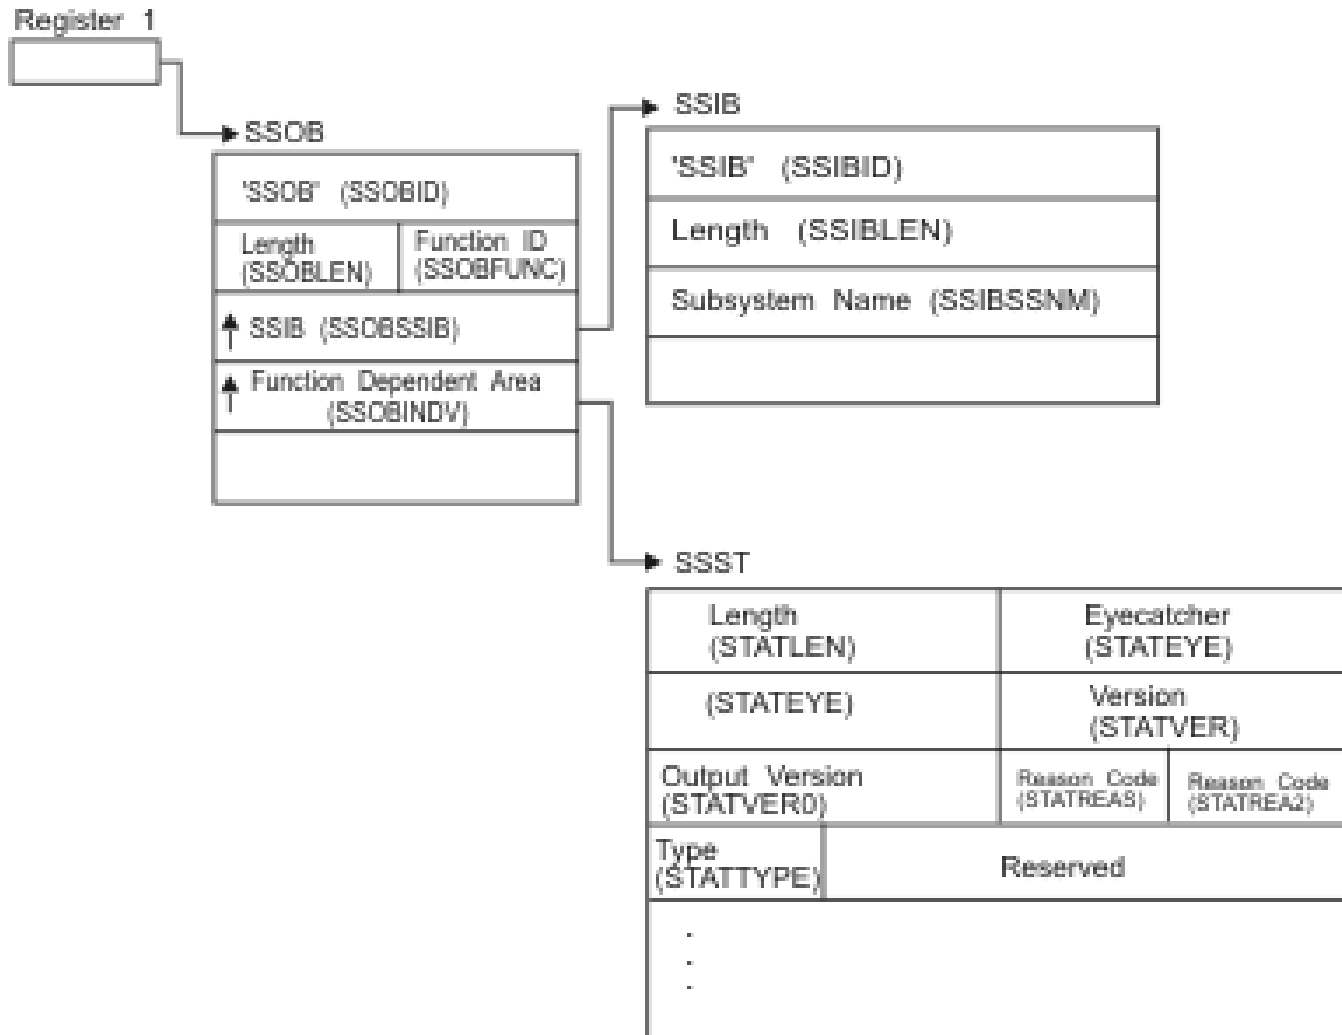 Register 1
SSOB
'SSOB' (SSOBID)
Length
(SSOBLEN)
Function ID
(SSOBFUNC)
SSIB (SSOBSSIB)
Function Dependent Area
(SSOBINDV)
SSIB
'SSIB' (SSIBID)
Length (SSIBLEN)
Subsystem Name (SSIBSSNM)
SSST
Length
(STATLEN)
Eyecatcher
(STATEYE)
(STATEYE)
Version
(STATVER)
Output Version
(STATVERO)
Reason Code
(STATREAS)
Reason Code
(STATREA2)
Type
(STATTYPE)
Reserved
.
.
.